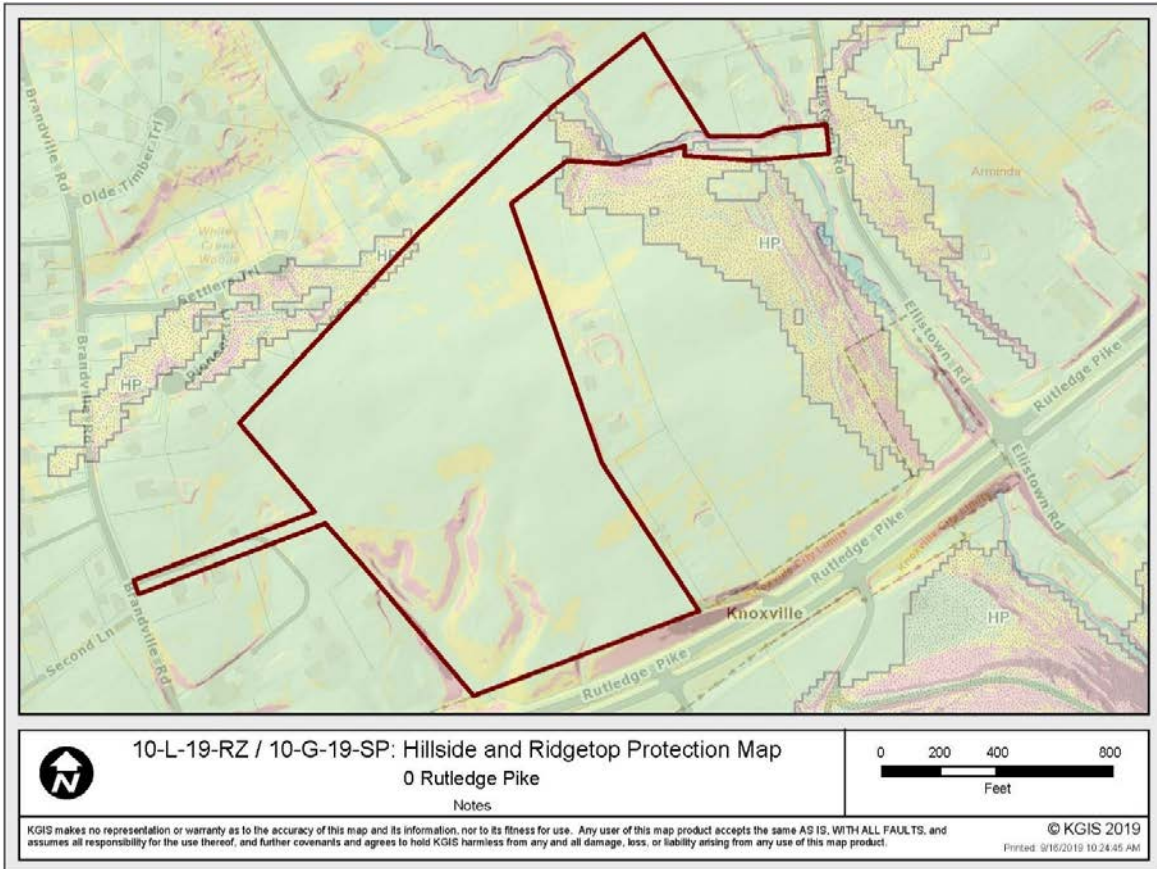 Brandville Rd
Olde Timber Trl
White
Creek
Woods
Settlers Trl
HP
HP
Brandville Rd
Second Ln
Brandville Rd
Rd
Arminda
HP
Ellistown Rd
Rutledge Pike
Ellistown Rd
Rutledge Pike
Knoxville
Rutledge Pike
HP
N
10-L-19-RZ / 10-G-19-SP: Hillside and Ridgetop Protection Map
0 Rutledge Pike
Notes
0 200 400 800
Feet
KGIS makes no representation or warranty as to the accuracy of this map and its information, nor to its fitness for use. Any user of this map product accepts the same AS IS, WITH ALL FAULTS, and
assumes all responsibility for the use thereof, and further covenants and agrees to hold KGIS harmless from any and all damage, loss, or liability arising from any use of this map product.
© KGIS 2019
Printed: 9/16/2019 10:24:45 AM